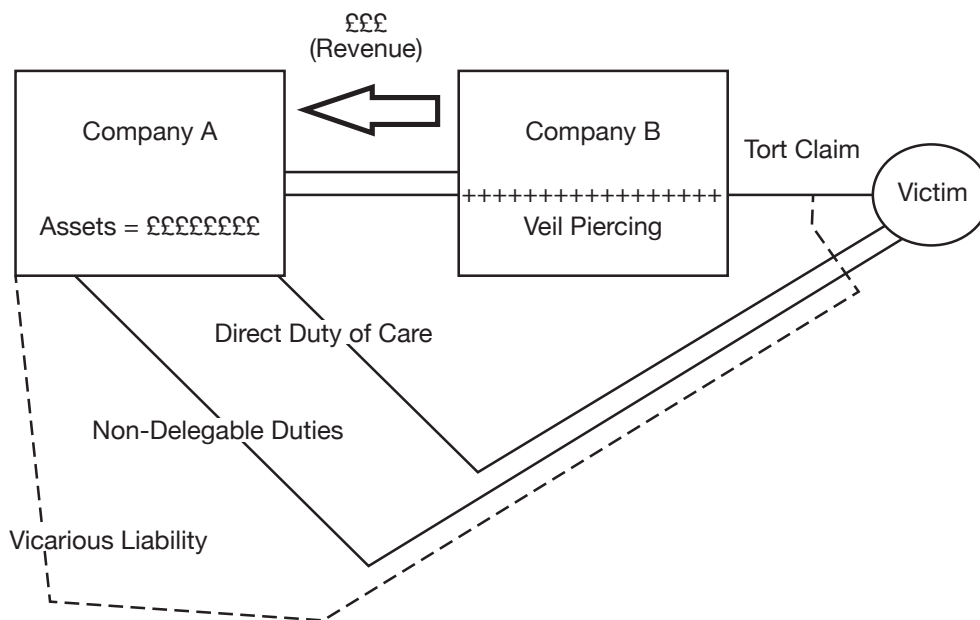 £££
(Revenue)
Company A
Company B
Tort Claim
Victim
++++++++++++++++++
Assets = ££££££££
Veil Piercing
Direct Duty of Care
Non-Delegable Duties
Vicarious Liability